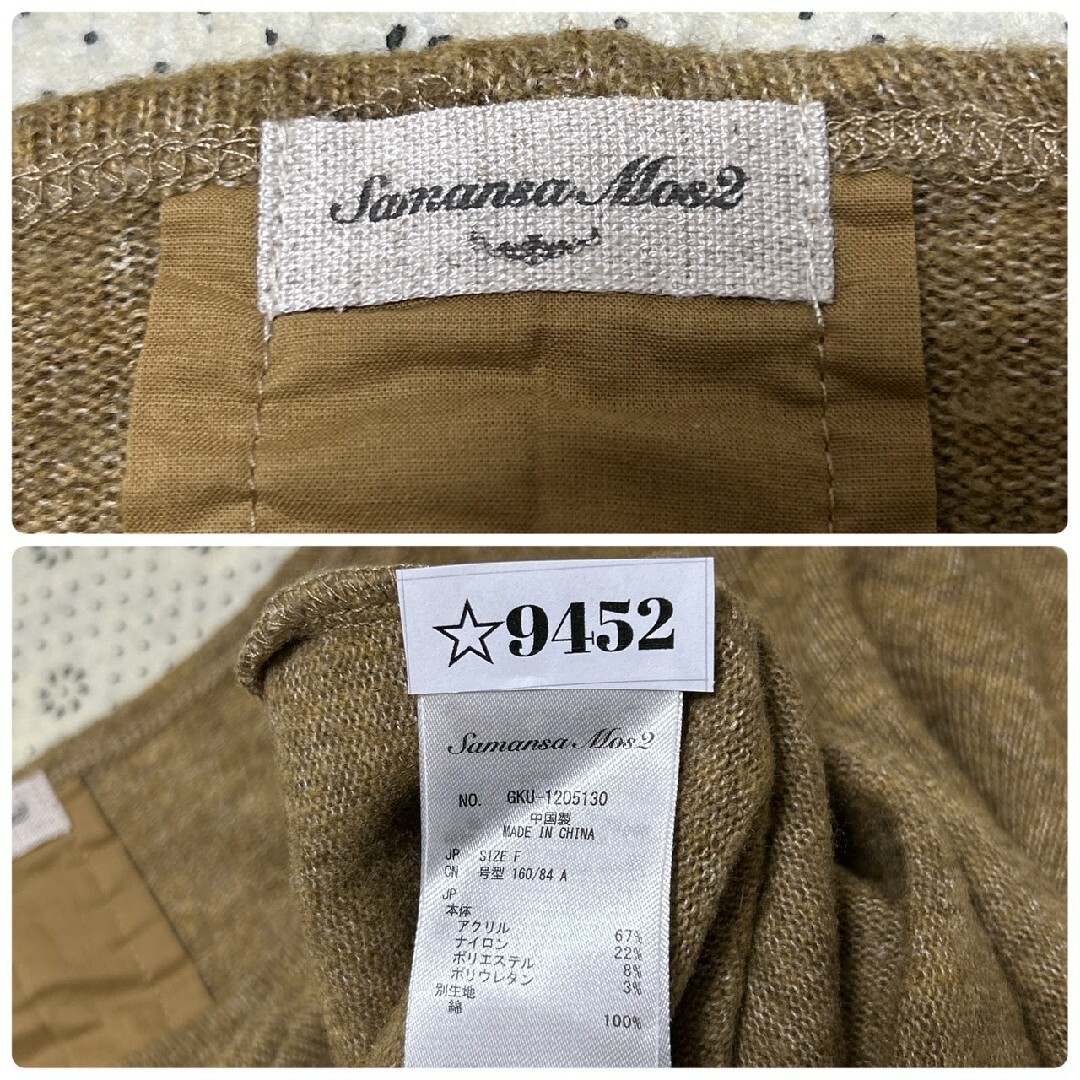 Samansa Mos2
☆9452
Samansa Mos2
NO. GKU-1205130
中国製
MADE IN CHINA
JP SIZE F
CN 号型 160/84 A
JP
本体
アクリル 67%
ナイロン 22%
ポリエステル 8%
ポリウレタン 3%
別生地
綿 100%